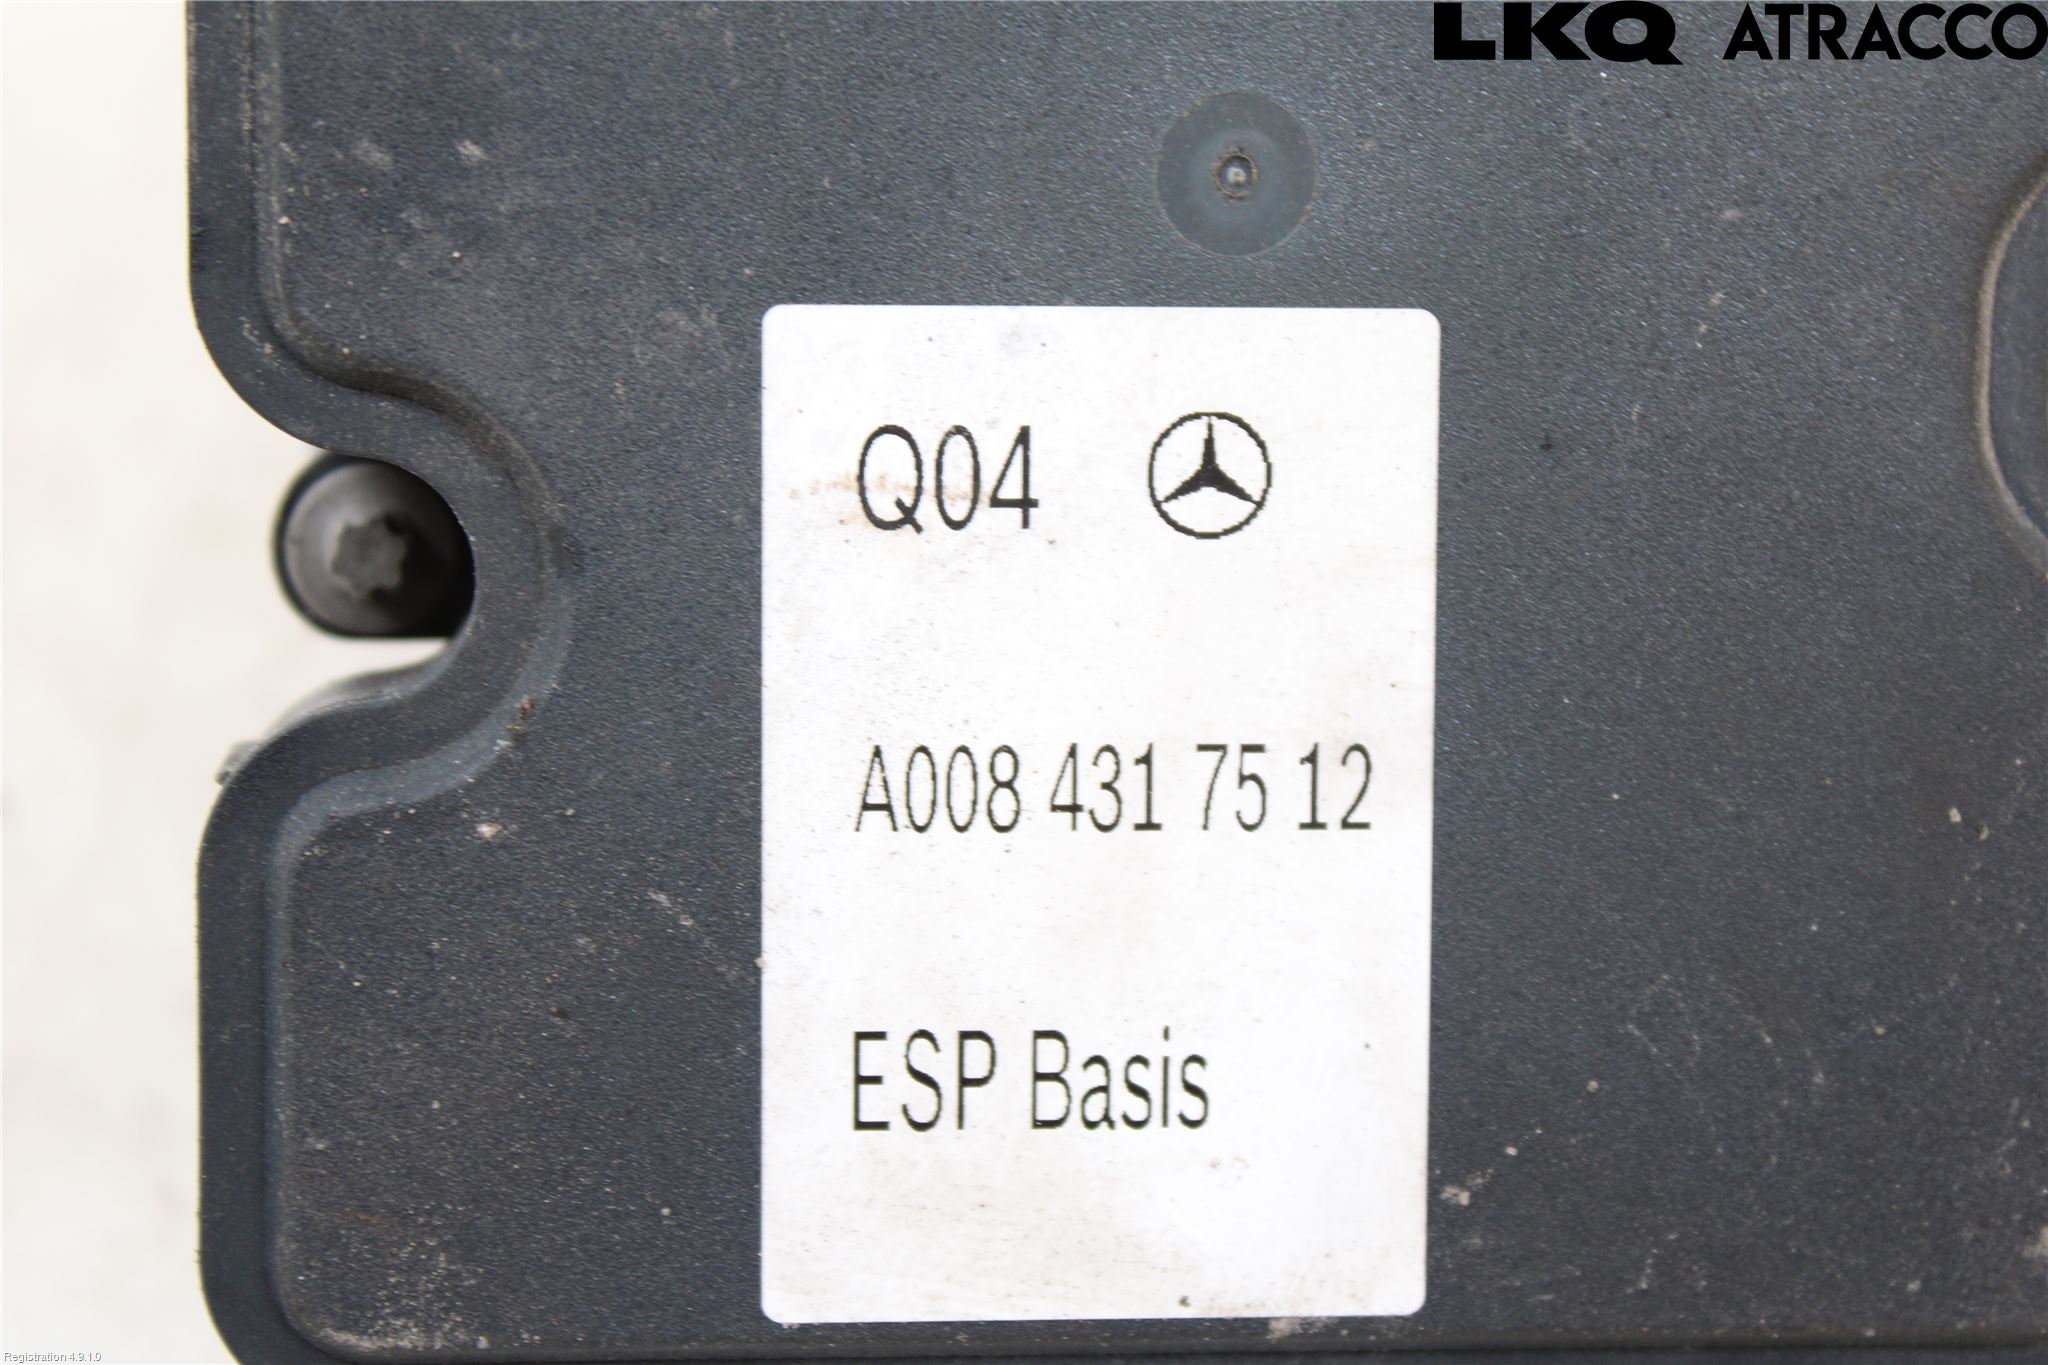 LKQ ATRACCO
Q04
A008 431 75 12
ESP Basis
Registration 4.9.1.0